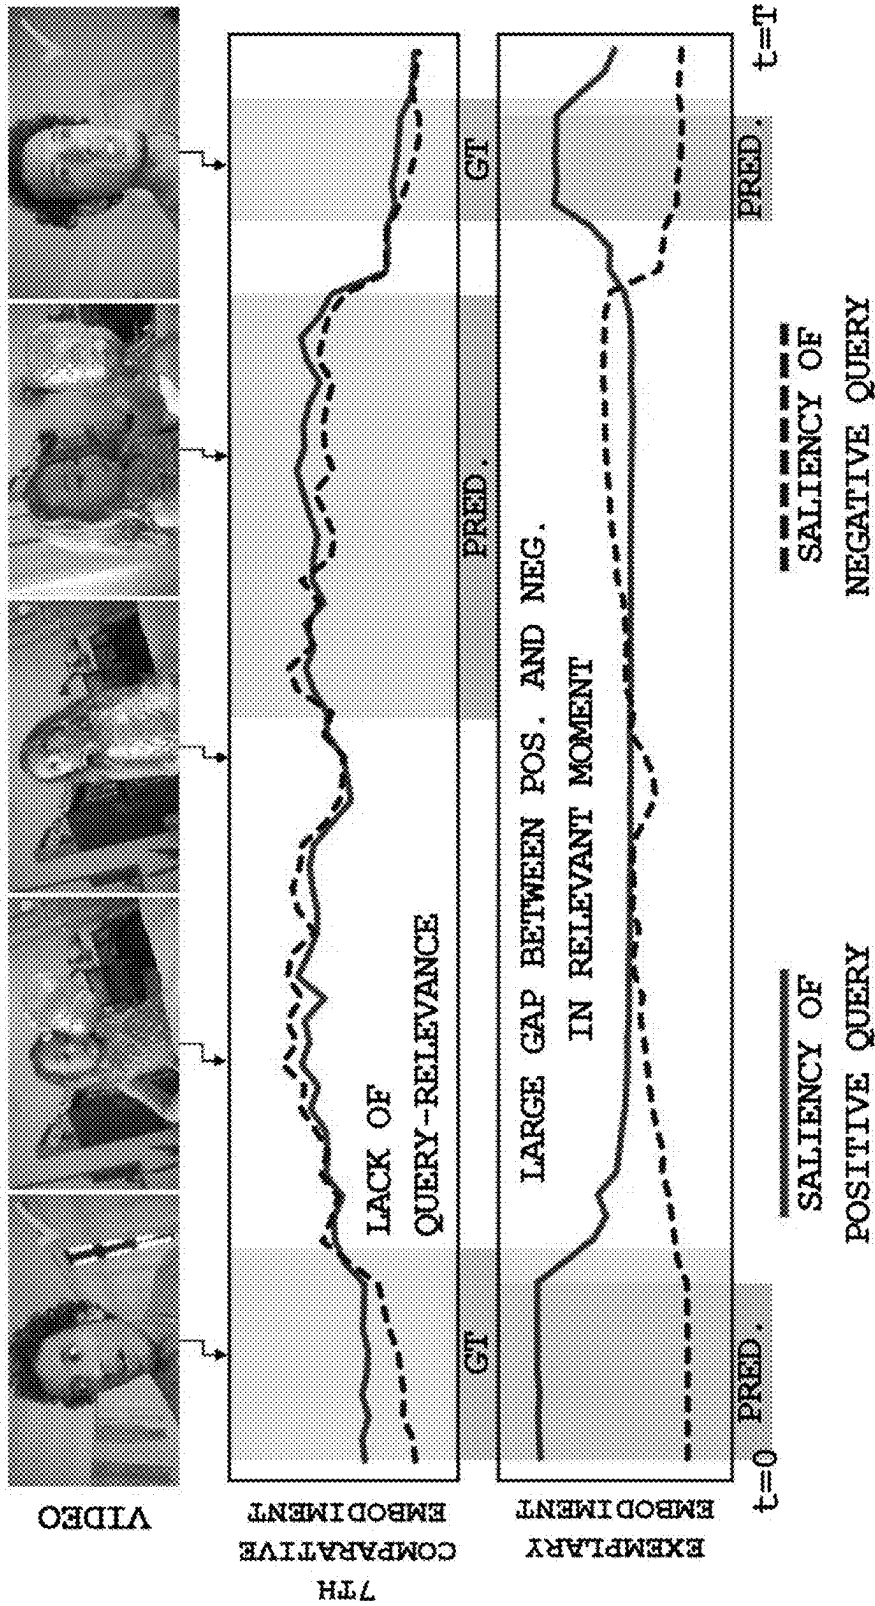 VIDEO
7TH
COMPARATIVE
EMBODIMENT
LACK OF
QUERY-RELEVANCE
GT
PRED.
GT
EXEMPLARY
EMBODIMENT
LARGE GAP BETWEEN POS. AND NEG.
IN RELEVANT MOMENT
PRED.
PRED.
t=0
t=T
SALIENCY OF
POSITIVE QUERY
SALIENCY OF
NEGATIVE QUERY